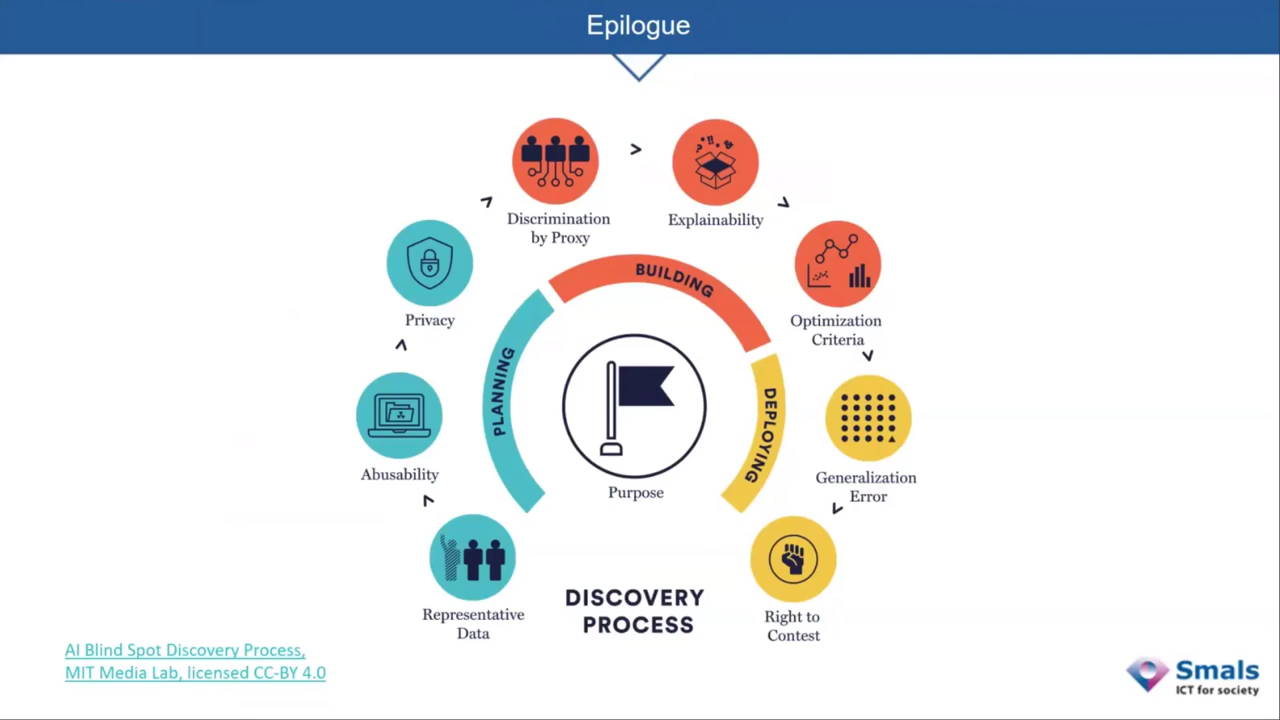 Epilogue
Discrimination
by Proxy
Explainability
Privacy
Optimization
Criteria
Abusability
Generalization
Error
Representative
Data
Right to
Contest
PLANNING
BUILDING
DEPLOYING
Purpose
DISCOVERY
PROCESS
AI Blind Spot Discovery Process,
MIT Media Lab, licensed CC-BY 4.0
Smals
ICT for society